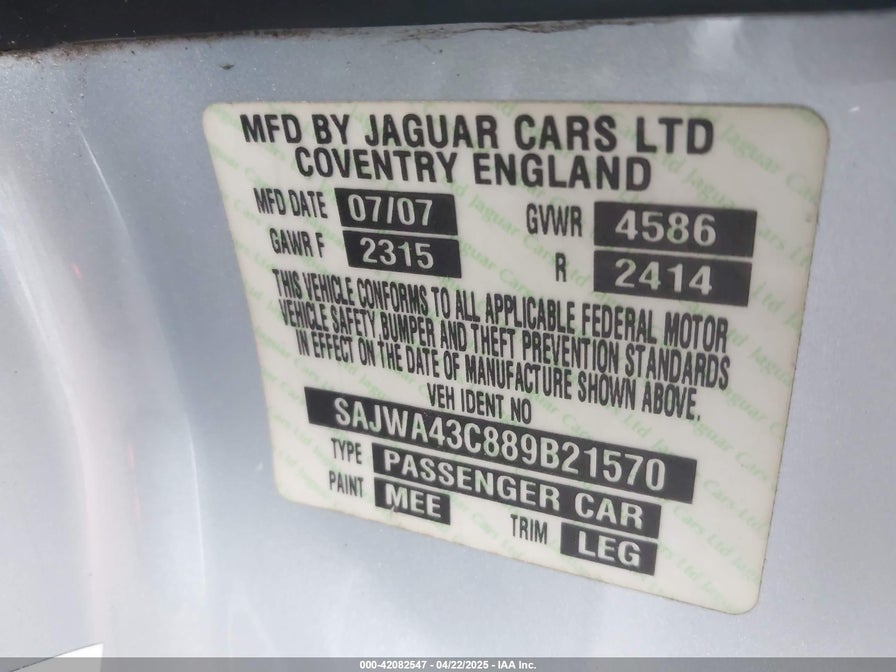 MFD BY JAGUAR CARS LTD
COVENTRY ENGLAND
MFD DATE 07/07 GVWR 4586
GAWR F 2315 R 2414
THIS VEHICLE CONFORMS TO ALL APPLICABLE FEDERAL MOTOR
VEHICLE SAFETY BUMPER AND THEFT PREVENTION STANDARDS
IN EFFECT ON THE DATE OF MANUFACTURE SHOWN ABOVE.
VEH IDENT NO
SAJWA43C889B21570
TYPE PASSENGER CAR
PAINT MEE TRIM LEG
000-42082547 - 04/22/2025 - IAA Inc.